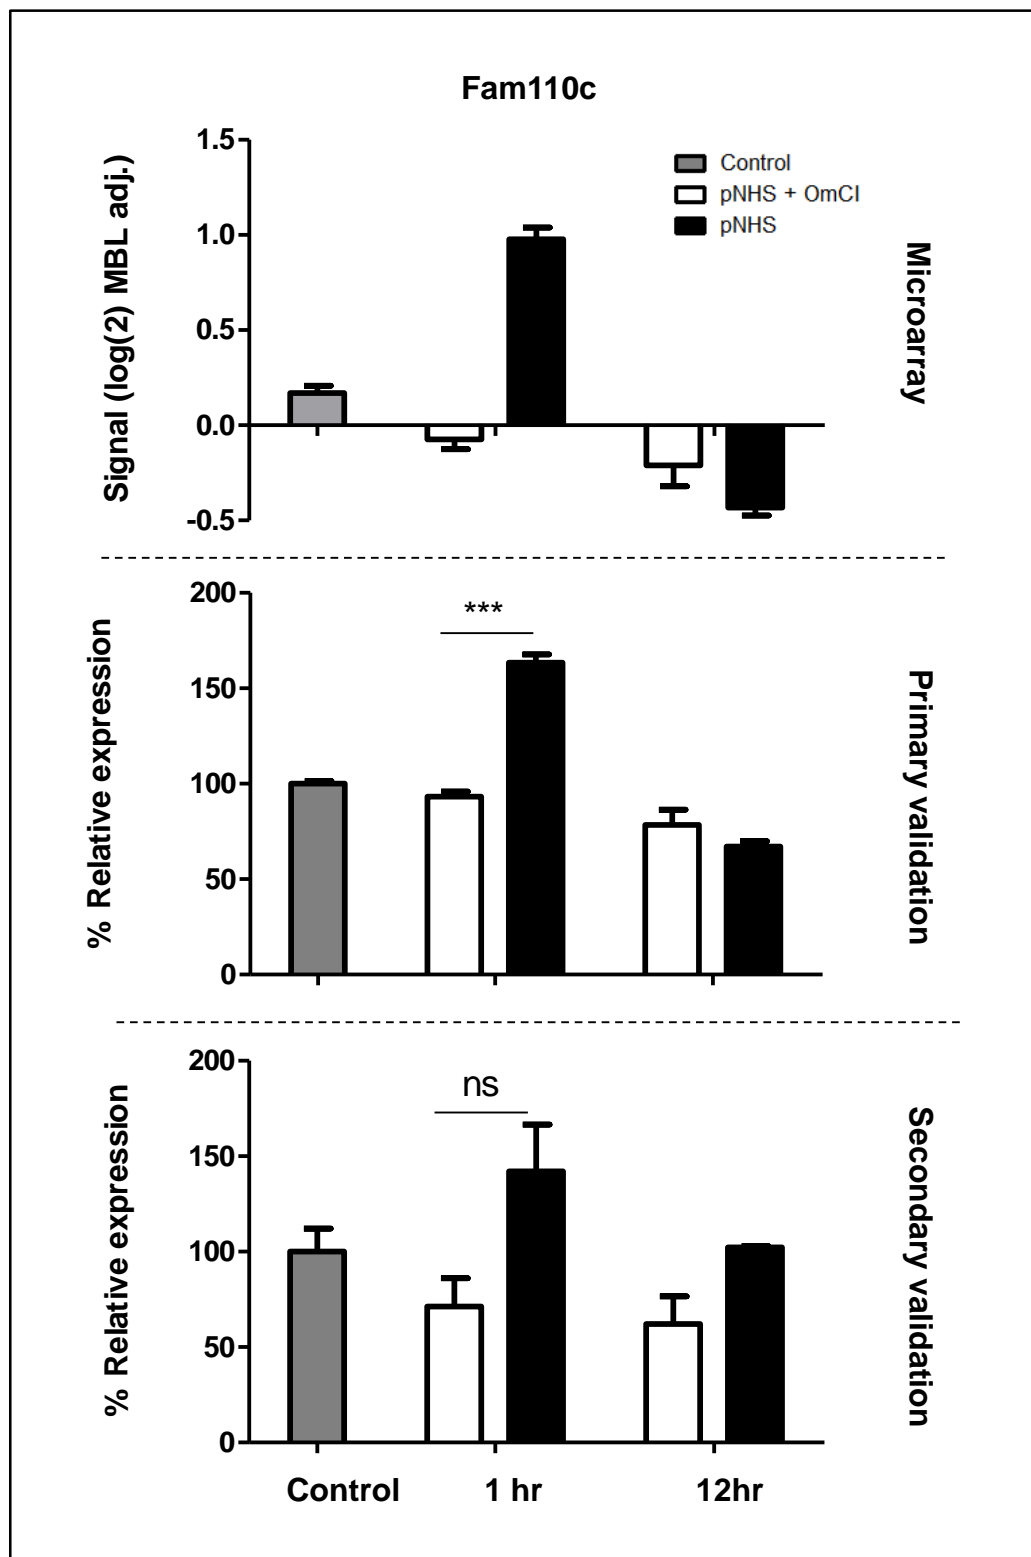 Fam110c
Signal (log(2) MBL adj.)
1.5
1.0
0.5
0.0
-0.5
Control
pNHS + OmCI
pNHS
Microarray
% Relative expression
200
150
100
50
0
***
Primary validation
% Relative expression
200
150
100
50
0
ns
Secondary validation
Control
1 hr
12hr